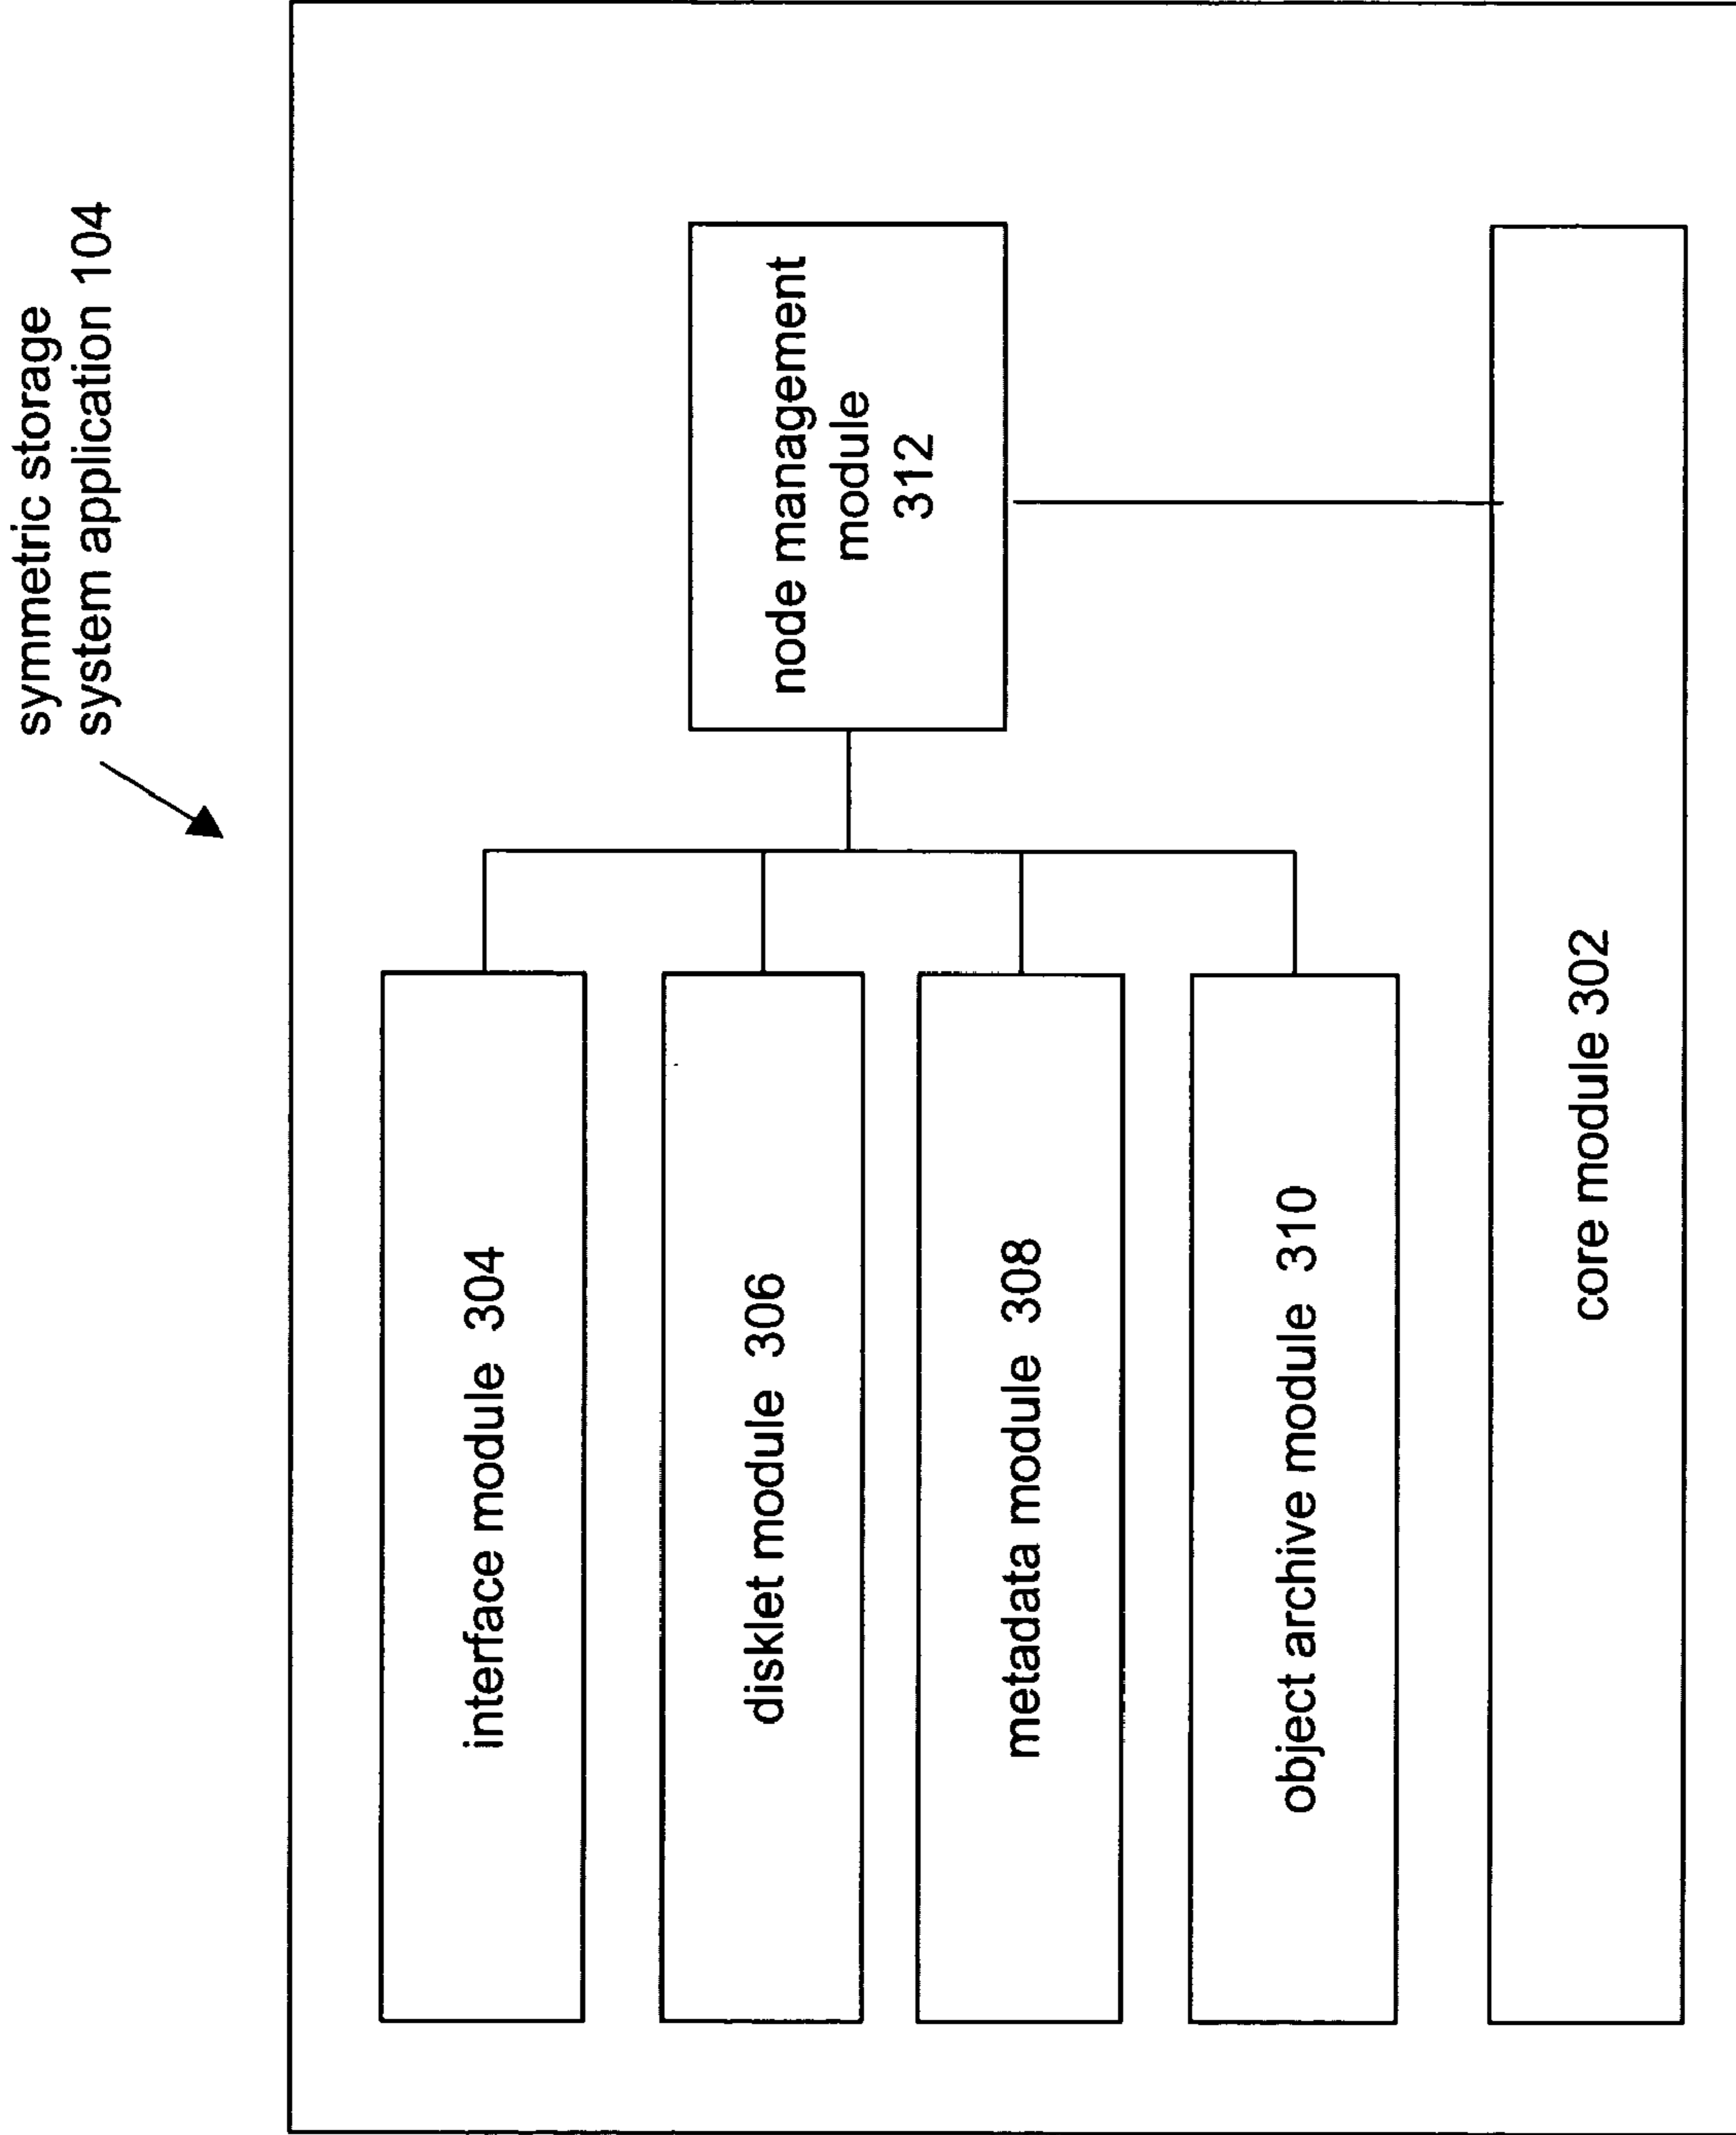 symmetric storage
system application 104
interface module 304
disklet module 306
metadata module 308
object archive module 310
node management
module
312
core module 302